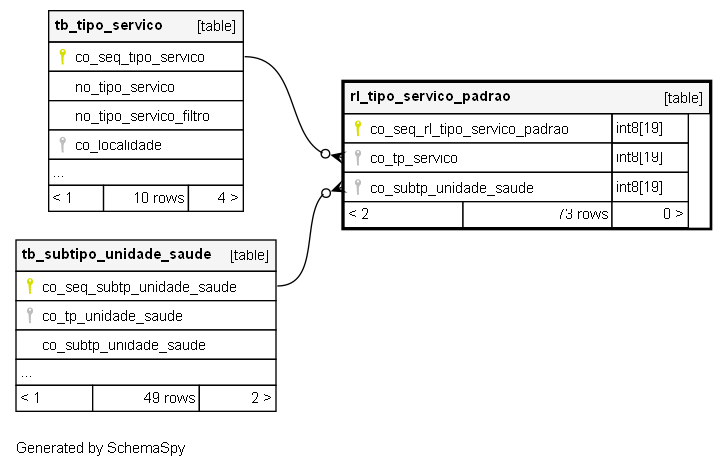 tb_tipo_servico [table]
co_seq_tipo_servico
no_tipo_servico
no_tipo_servico_filtro
co_localidade
...
< 1 10 rows 4 >
rl_tipo_servico_padrao [table]
co_seq_rl_tipo_servico_padrao int8[19]
co_tp_servico int8[19]
co_subtp_unidade_saude int8[19]
< 2 73 rows 0 >
tb_subtipo_unidade_saude [table]
co_seq_subtp_unidade_saude
co_tp_unidade_saude
co_subtp_unidade_saude
...
< 1 49 rows 2 >
Generated by SchemaSpy